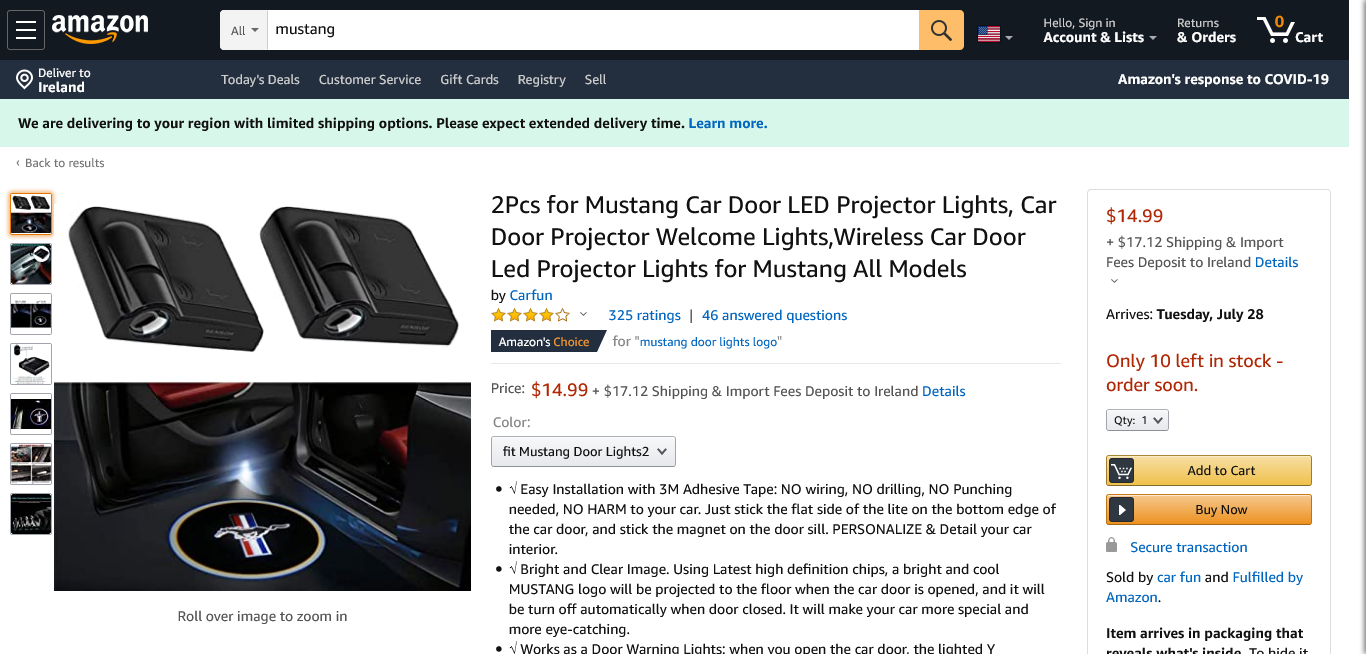 amazon
All
mustang
Hello, Sign in
Account & Lists
Returns
& Orders
0
Cart
Deliver to
Ireland
Today's Deals
Customer Service
Gift Cards
Registry
Sell
Amazon's response to COVID-19
We are delivering to your region with limited shipping options. Please expect extended delivery time. Learn more.
‹ Back to results
Roll over image to zoom in
2Pcs for Mustang Car Door LED Projector Lights, Car
Door Projector Welcome Lights,Wireless Car Door
Led Projector Lights for Mustang All Models
by Carfun
325 ratings | 46 answered questions
Amazon's Choice for "mustang door lights logo"
Price: $14.99 + $17.12 Shipping & Import Fees Deposit to Ireland Details
Color:
fit Mustang Door Lights2
• √ Easy Installation with 3M Adhesive Tape: NO wiring, NO drilling, NO Punching
needed, NO HARM to your car. Just stick the flat side of the lite on the bottom edge of
the car door, and stick the magnet on the door sill. PERSONALIZE & Detail your car
interior.
• √ Bright and Clear Image. Using Latest high definition chips, a bright and cool
MUSTANG logo will be projected to the floor when the car door is opened, and it will
be turn off automatically when door closed. It will make your car more special and
more eye-catching.
• √ Works as a Door Warning Lights: when you open the car door, the lighted Y
$14.99
+ $17.12 Shipping & Import
Fees Deposit to Ireland Details
Arrives: Tuesday, July 28
Only 10 left in stock -
order soon.
Qty: 1
Add to Cart
Buy Now
Secure transaction
Sold by car fun and Fulfilled by
Amazon.
Item arrives in packaging that
reveals what's inside. To hide it